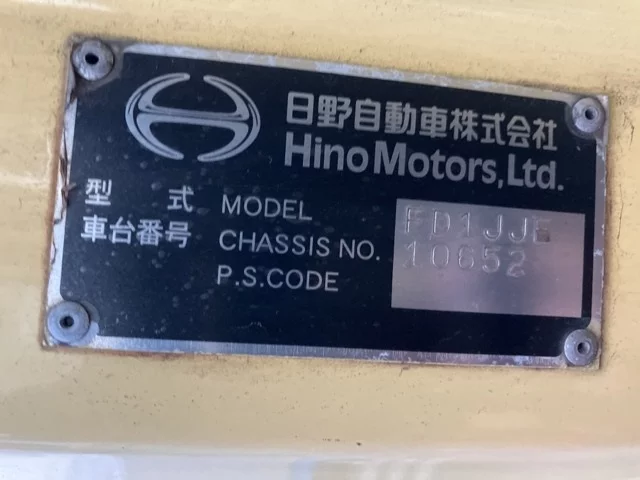 日野自動車株式会社
Hino Motors, Ltd.
型 式 MODEL FD1JJE
車台番号 CHASSIS NO. 10652
P.S.CODE